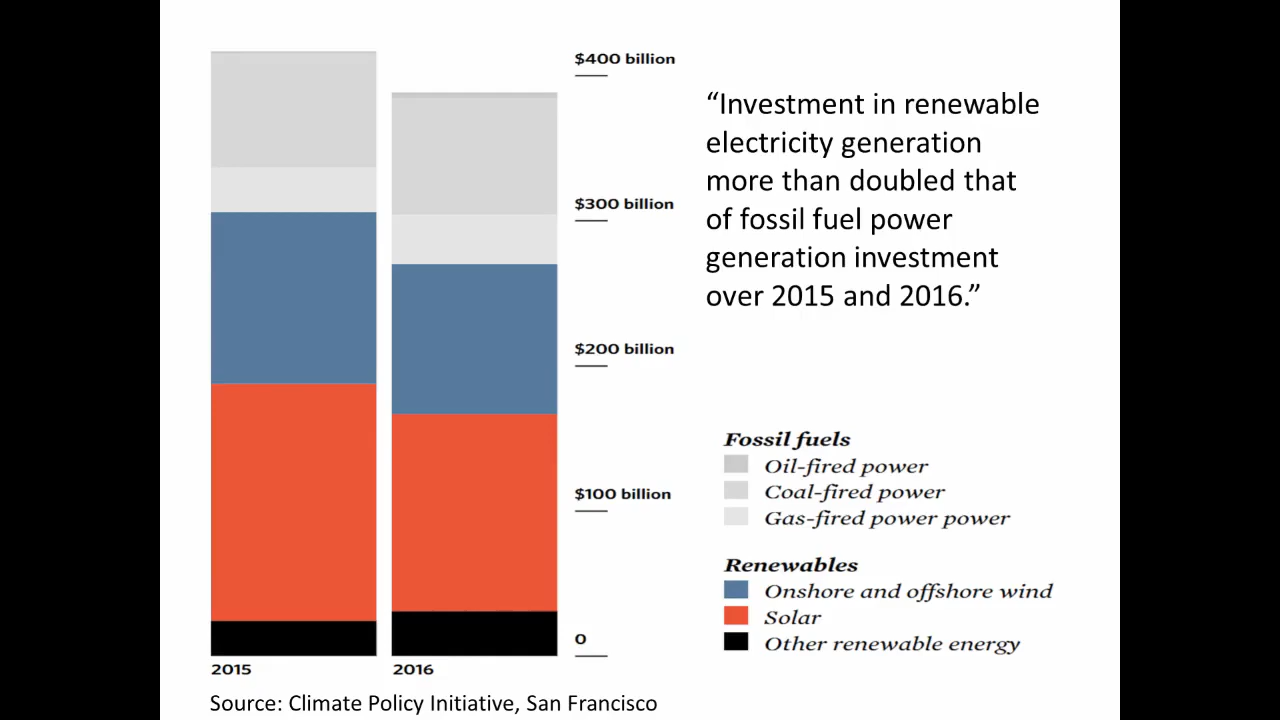 $400 billion
$300 billion
$200 billion
$100 billion
0
2015
2016
“Investment in renewable
electricity generation
more than doubled that
of fossil fuel power
generation investment
over 2015 and 2016.”
Fossil fuels
Oil-fired power
Coal-fired power
Gas-fired power power
Renewables
Onshore and offshore wind
Solar
Other renewable energy
Source: Climate Policy Initiative, San Francisco